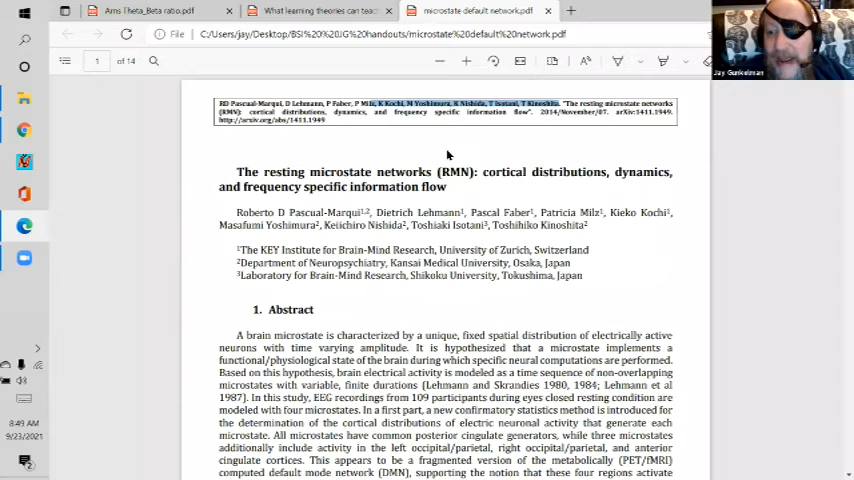 Arns Theta_Beta ratio.pdf
What learning theories can teac
microstate default network.pdf
File
C:/Users/jay/Desktop/BSI%20%20JG%20handouts/microstate%20default%20network.pdf
1 of 14
Jay Gunkelman
RD Pascual-Marqui, D Lehmann, P Faber, P Milz, K Kochi, M Yoshimura, K Nishida, T Isotani, T Kinoshita. "The resting microstate networks
(RMN): cortical distributions, dynamics, and frequency specific information flow". 2014/November/07. arXiv:1411.1949.
http://arxiv.org/abs/1411.1949
The resting microstate networks (RMN): cortical distributions, dynamics,
and frequency specific information flow
Roberto D Pascual-Marqui1,2, Dietrich Lehmann1, Pascal Faber1, Patricia Milz1, Kieko Kochi1,
Masafumi Yoshimura2, Keiichiro Nishida2, Toshiaki Isotani3, Toshihiko Kinoshita2
1The KEY Institute for Brain-Mind Research, University of Zurich, Switzerland
2Department of Neuropsychiatry, Kansai Medical University, Osaka, Japan
3Laboratory for Brain-Mind Research, Shikoku University, Tokushima, Japan
1. Abstract
A brain microstate is characterized by a unique, fixed spatial distribution of electrically active
neurons with time varying amplitude. It is hypothesized that a microstate implements a
functional/physiological state of the brain during which specific neural computations are performed.
Based on this hypothesis, brain electrical activity is modeled as a time sequence of non-overlapping
microstates with variable, finite durations (Lehmann and Skrandies 1980, 1984; Lehmann et al
1987). In this study, EEG recordings from 109 participants during eyes closed resting condition are
modeled with four microstates. In a first part, a new confirmatory statistics method is introduced for
the determination of the cortical distributions of electric neuronal activity that generate each
microstate. All microstates have common posterior cingulate generators, while three microstates
additionally include activity in the left occipital/parietal, right occipital/parietal, and anterior
cingulate cortices. This appears to be a fragmented version of the metabolically (PET/fMRI)
computed default mode network (DMN), supporting the notion that these four regions activate
8:49 AM
9/23/2021
2